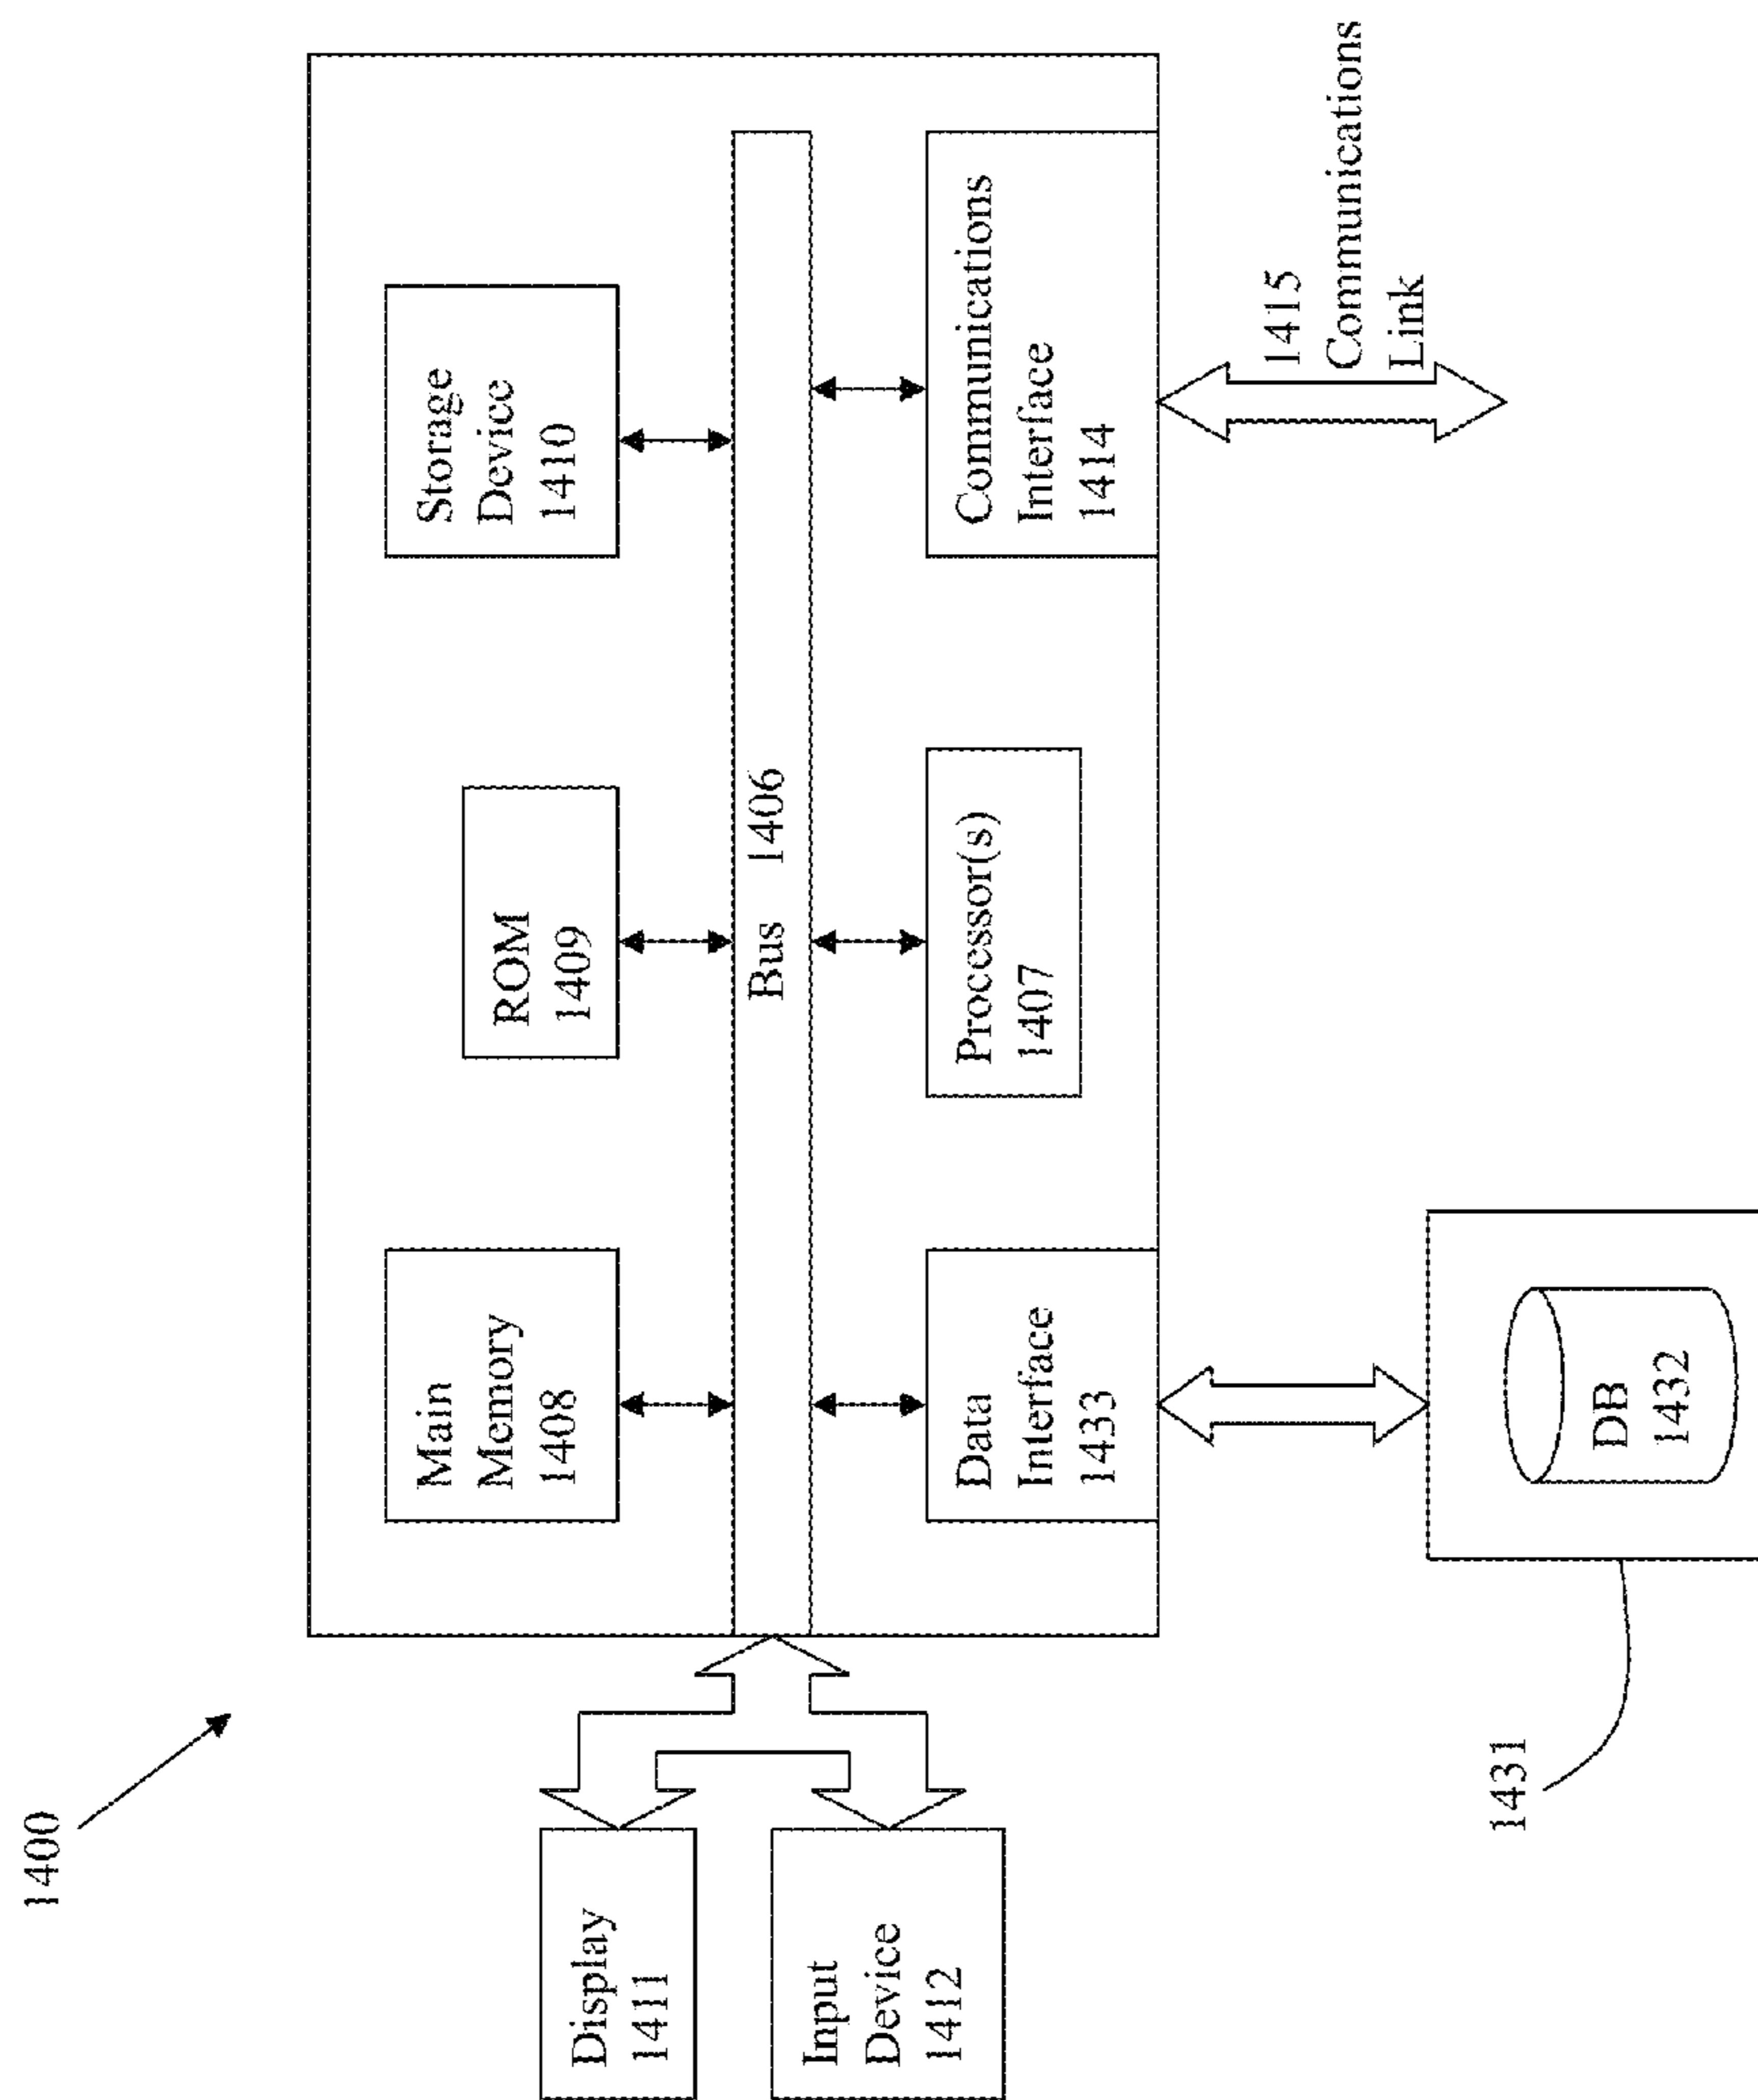 1400
Main
Memory
1408
ROM
1409
Storage
Device
1410
Display
1411
Bus 1406
Input
Device
1412
Data
Interface
1433
Processor(s)
1407
Communications
Interface
1414
1415
Communications
Link
1431
DB
1432